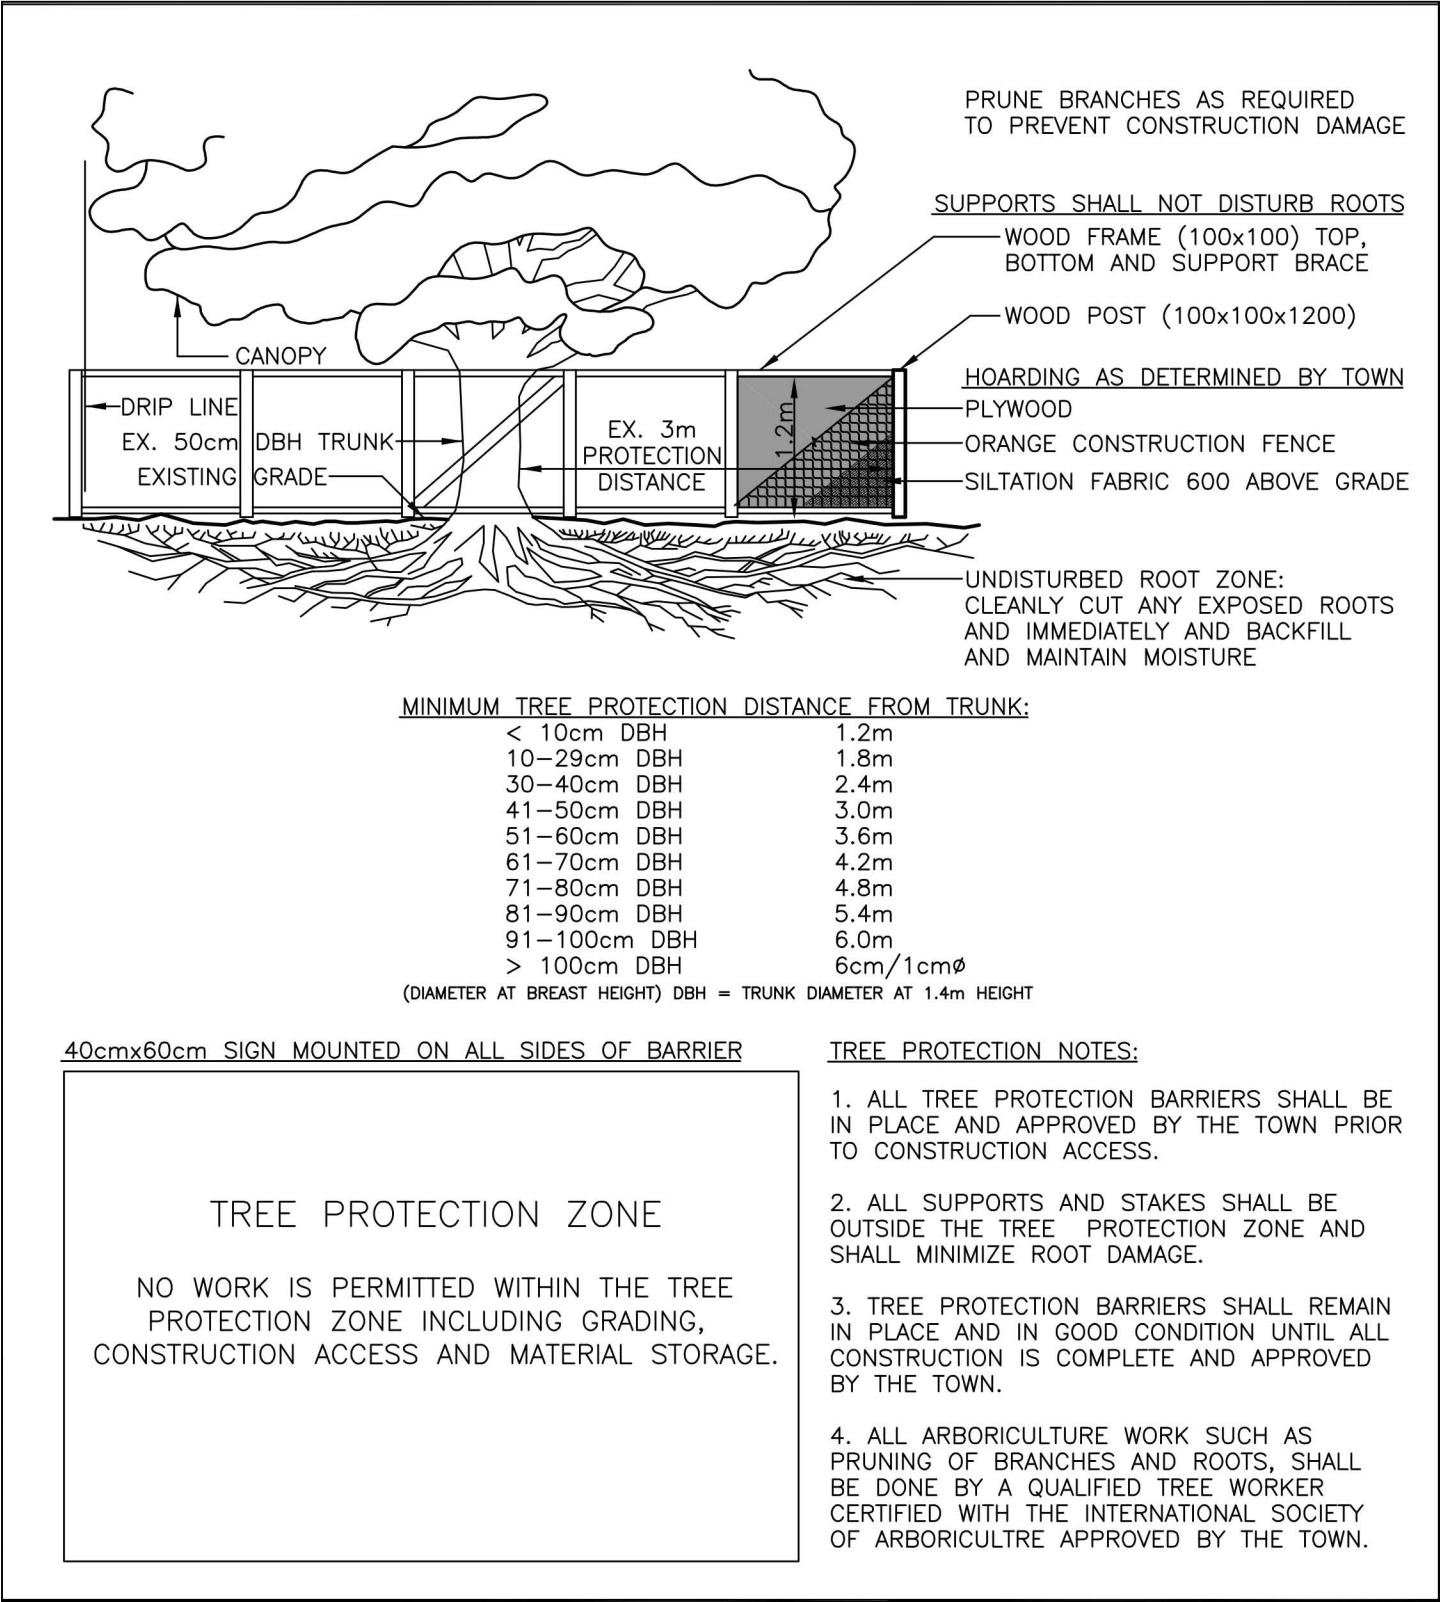 PRUNE BRANCHES AS REQUIRED
TO PREVENT CONSTRUCTION DAMAGE
SUPPORTS SHALL NOT DISTURB ROOTS
WOOD FRAME (100x100) TOP,
BOTTOM AND SUPPORT BRACE
WOOD POST (100x100x1200)
CANOPY
HOARDING AS DETERMINED BY TOWN
DRIP LINE
PLYWOOD
EX. 50cm DBH TRUNK
EX. 3m
PROTECTION
DISTANCE
1.2m
ORANGE CONSTRUCTION FENCE
EXISTING GRADE
SILTATION FABRIC 600 ABOVE GRADE
UNDISTURBED ROOT ZONE:
CLEANLY CUT ANY EXPOSED ROOTS
AND IMMEDIATELY AND BACKFILL
AND MAINTAIN MOISTURE
MINIMUM TREE PROTECTION DISTANCE FROM TRUNK:
< 10cm DBH 1.2m
10-29cm DBH 1.8m
30-40cm DBH 2.4m
41-50cm DBH 3.0m
51-60cm DBH 3.6m
61-70cm DBH 4.2m
71-80cm DBH 4.8m
81-90cm DBH 5.4m
91-100cm DBH 6.0m
> 100cm DBH 6cm/1cmø
(DIAMETER AT BREAST HEIGHT) DBH = TRUNK DIAMETER AT 1.4m HEIGHT
40cmx60cm SIGN MOUNTED ON ALL SIDES OF BARRIER
TREE PROTECTION ZONE
NO WORK IS PERMITTED WITHIN THE TREE
PROTECTION ZONE INCLUDING GRADING,
CONSTRUCTION ACCESS AND MATERIAL STORAGE.
TREE PROTECTION NOTES:
1. ALL TREE PROTECTION BARRIERS SHALL BE
IN PLACE AND APPROVED BY THE TOWN PRIOR
TO CONSTRUCTION ACCESS.
2. ALL SUPPORTS AND STAKES SHALL BE
OUTSIDE THE TREE PROTECTION ZONE AND
SHALL MINIMIZE ROOT DAMAGE.
3. TREE PROTECTION BARRIERS SHALL REMAIN
IN PLACE AND IN GOOD CONDITION UNTIL ALL
CONSTRUCTION IS COMPLETE AND APPROVED
BY THE TOWN.
4. ALL ARBORICULTURE WORK SUCH AS
PRUNING OF BRANCHES AND ROOTS, SHALL
BE DONE BY A QUALIFIED TREE WORKER
CERTIFIED WITH THE INTERNATIONAL SOCIETY
OF ARBORICULTRE APPROVED BY THE TOWN.